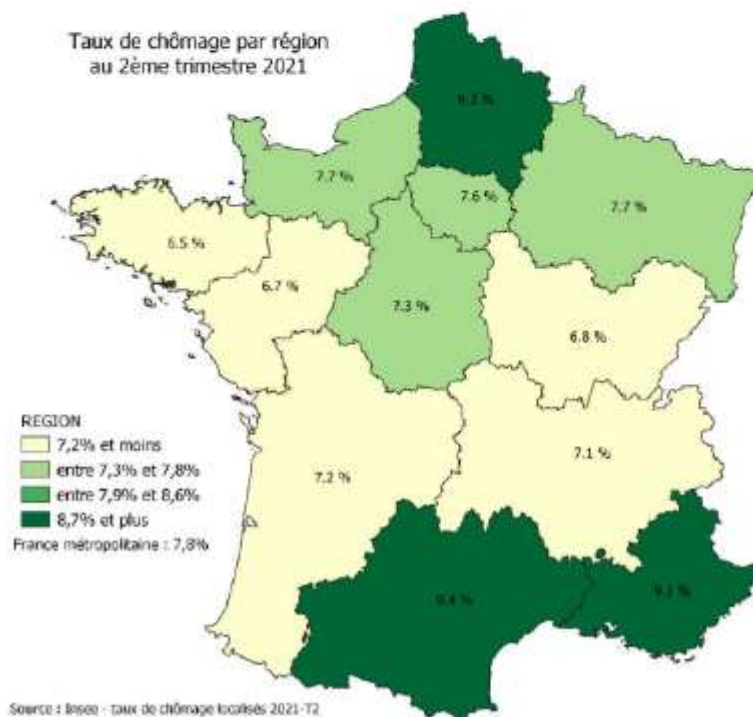 Taux de chômage par région
au 2ème trimestre 2021
7.7 %
7.6 %
7.7 %
6.5 %
6.7 %
7.3 %
6.8 %
7.1 %
7.2 %
REGION
7,2% et moins
entre 7,3% et 7,8%
entre 7,9% et 8,6%
8,7% et plus
France métropolitaine : 7,8%
9.4 %
Source : Insee - taux de chômage localisés 2021-T2